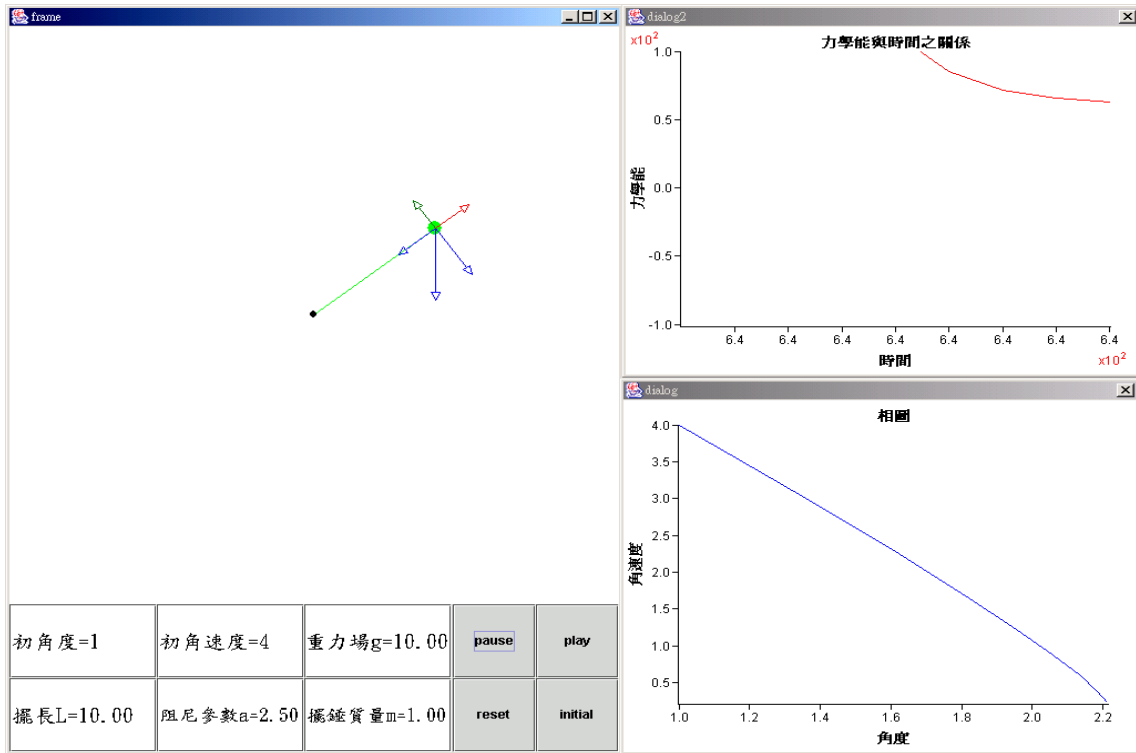 frame
初角度=1
初角速度=4
重力場g=10.00
pause
play
擺長L=10.00
阻尼參數a=2.50
擺錘質量m=1.00
reset
initial
dialog2
x10²
力學能與時間之關係
1.0
0.5
0.0
-0.5
-1.0
力學能
6.4 6.4 6.4 6.4 6.4 6.4 6.4 6.4
時間
x10²
dialog
相圖
4.0
3.5
3.0
2.5
2.0
1.5
1.0
0.5
角速度
1.0 1.2 1.4 1.6 1.8 2.0 2.2
角度